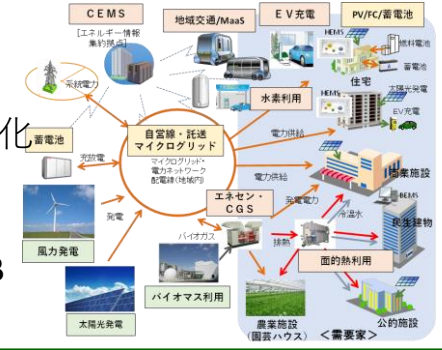 CEMS
[エネルギー情報
集約拠点]
地域交通/MaaS
EV充電
PV/FC/蓄電池
HEMS
燃料電池
蓄電池
住宅
系統電力
水素利用
HEMS
太陽光発電
EV充電
化
蓄電池
自営線・託送
マイクログリッド
マイクログリッド・
電力ネットワーク
配電線(地域内)
充放電
電力供給
電力供給
商業施設
BEMS
発電
エネセン・
CGS
発電電力
冷温水
民生建物
風力発電
バイオガス
排熱
面的熱利用
バイオマス利用
太陽光発電
農業施設
(園芸ハウス)
<需要家>
公的施設